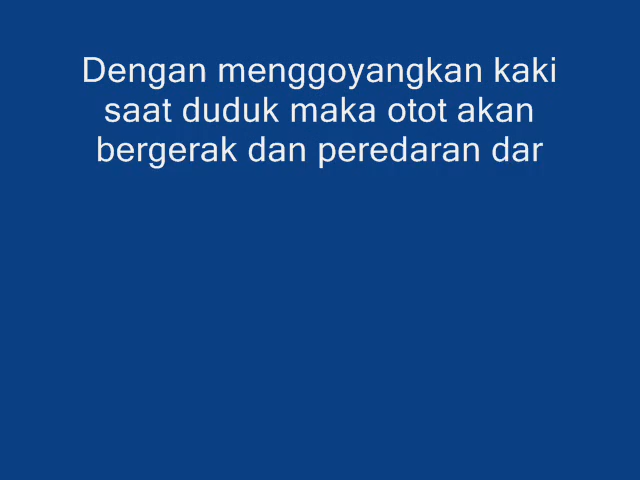 Dengan menggoyangkan kaki
saat duduk maka otot akan
bergerak dan peredaran dar